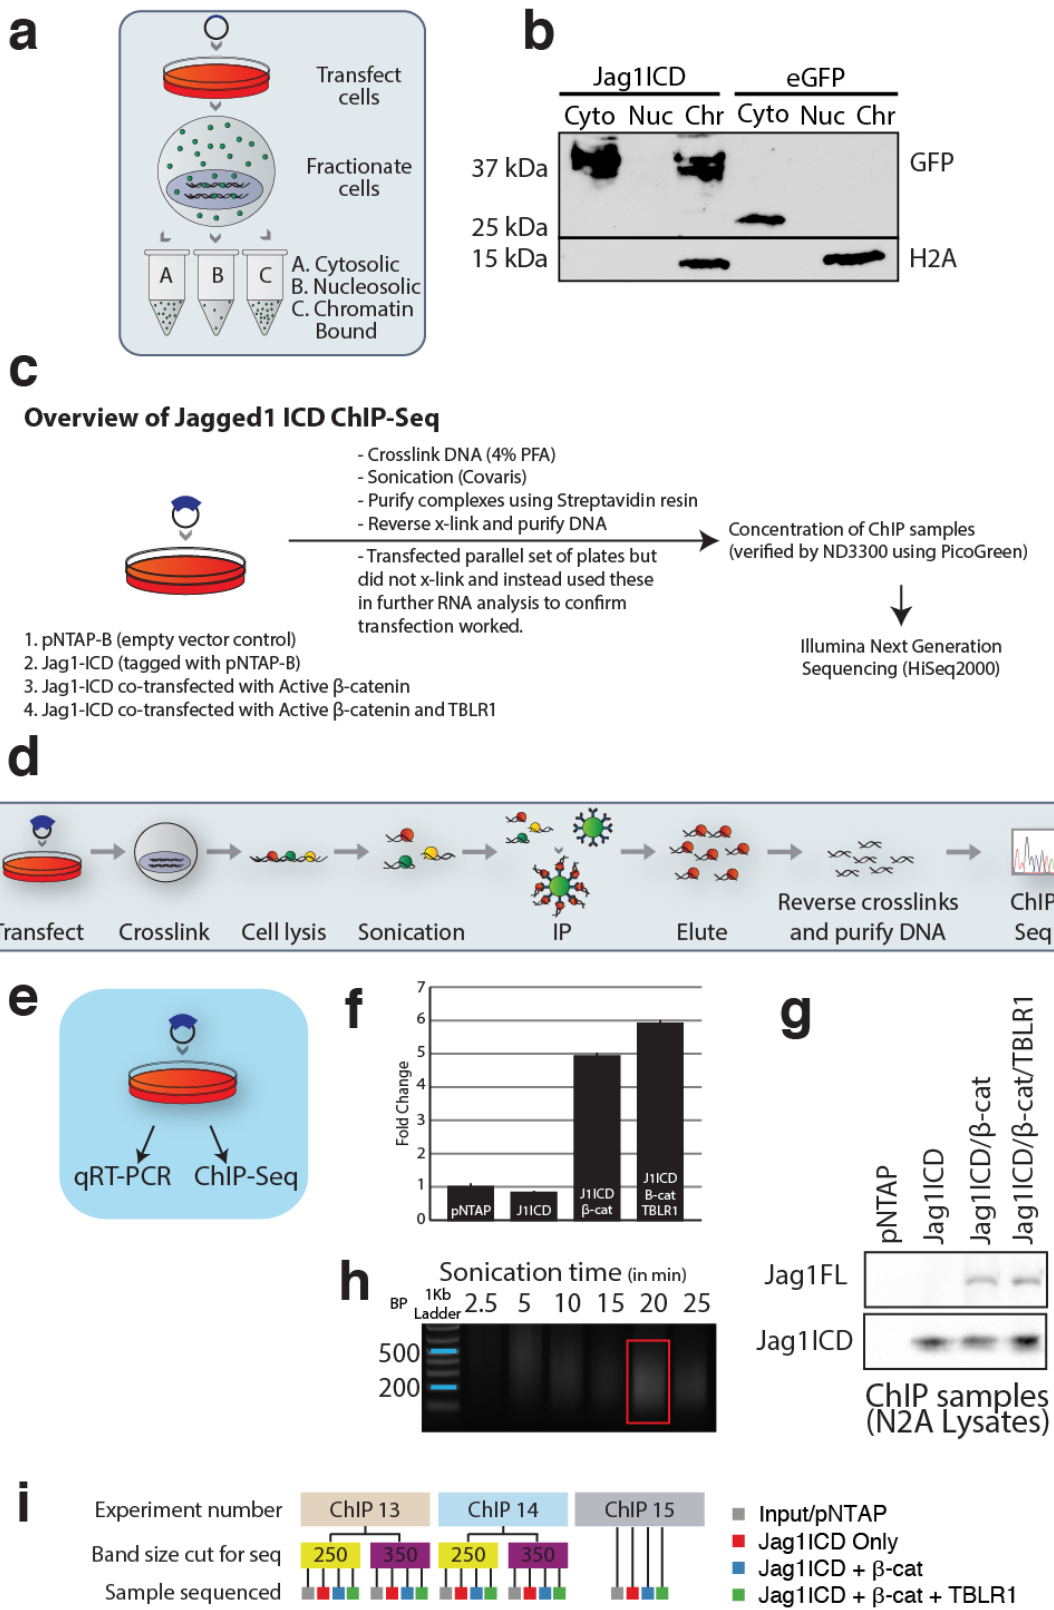 a
Transfect
cells
Fractionate
cells
A B C
A. Cytosolic
B. Nucleosolic
C. Chromatin
Bound
b
Jag1ICD eGFP
Cyto Nuc Chr Cyto Nuc Chr
37 kDa GFP
25 kDa
15 kDa H2A
c
Overview of Jagged1 ICD ChIP-Seq
- Crosslink DNA (4% PFA)
- Sonication (Covaris)
- Purify complexes using Streptavidin resin
- Reverse x-link and purify DNA
- Transfected parallel set of plates but
did not x-link and instead used these
in further RNA analysis to confirm
transfection worked.
Concentration of ChIP samples
(verified by ND3300 using PicoGreen)
Illumina Next Generation
Sequencing (HiSeq2000)
1. pNTAP-B (empty vector control)
2. Jag1-ICD (tagged with pNTAP-B)
3. Jag1-ICD co-transfected with Active β-catenin
4. Jag1-ICD co-transfected with Active β-catenin and TBLR1
d
Transfect Crosslink Cell lysis Sonication IP Elute
Reverse crosslinks
and purify DNA
ChIP
Seq
e
qRT-PCR ChIP-Seq
f
Fold Change
7
6
5
4
3
2
1
0
pNTAP
J1ICD
J1ICD
β-cat
J1ICD
B-cat
TBLR1
g
pNTAP
Jag1ICD
Jag1ICD/β-cat
Jag1ICD/β-cat/TBLR1
Jag1FL
Jag1ICD
ChIP samples
(N2A Lysates)
h
Sonication time (in min)
BP 1Kb
Ladder 2.5 5 10 15 20 25
500
200
i
Experiment number ChIP 13 ChIP 14 ChIP 15
Band size cut for seq 250 350 250 350
Sample sequenced
Input/pNTAP
Jag1ICD Only
Jag1ICD + β-cat
Jag1ICD + β-cat + TBLR1